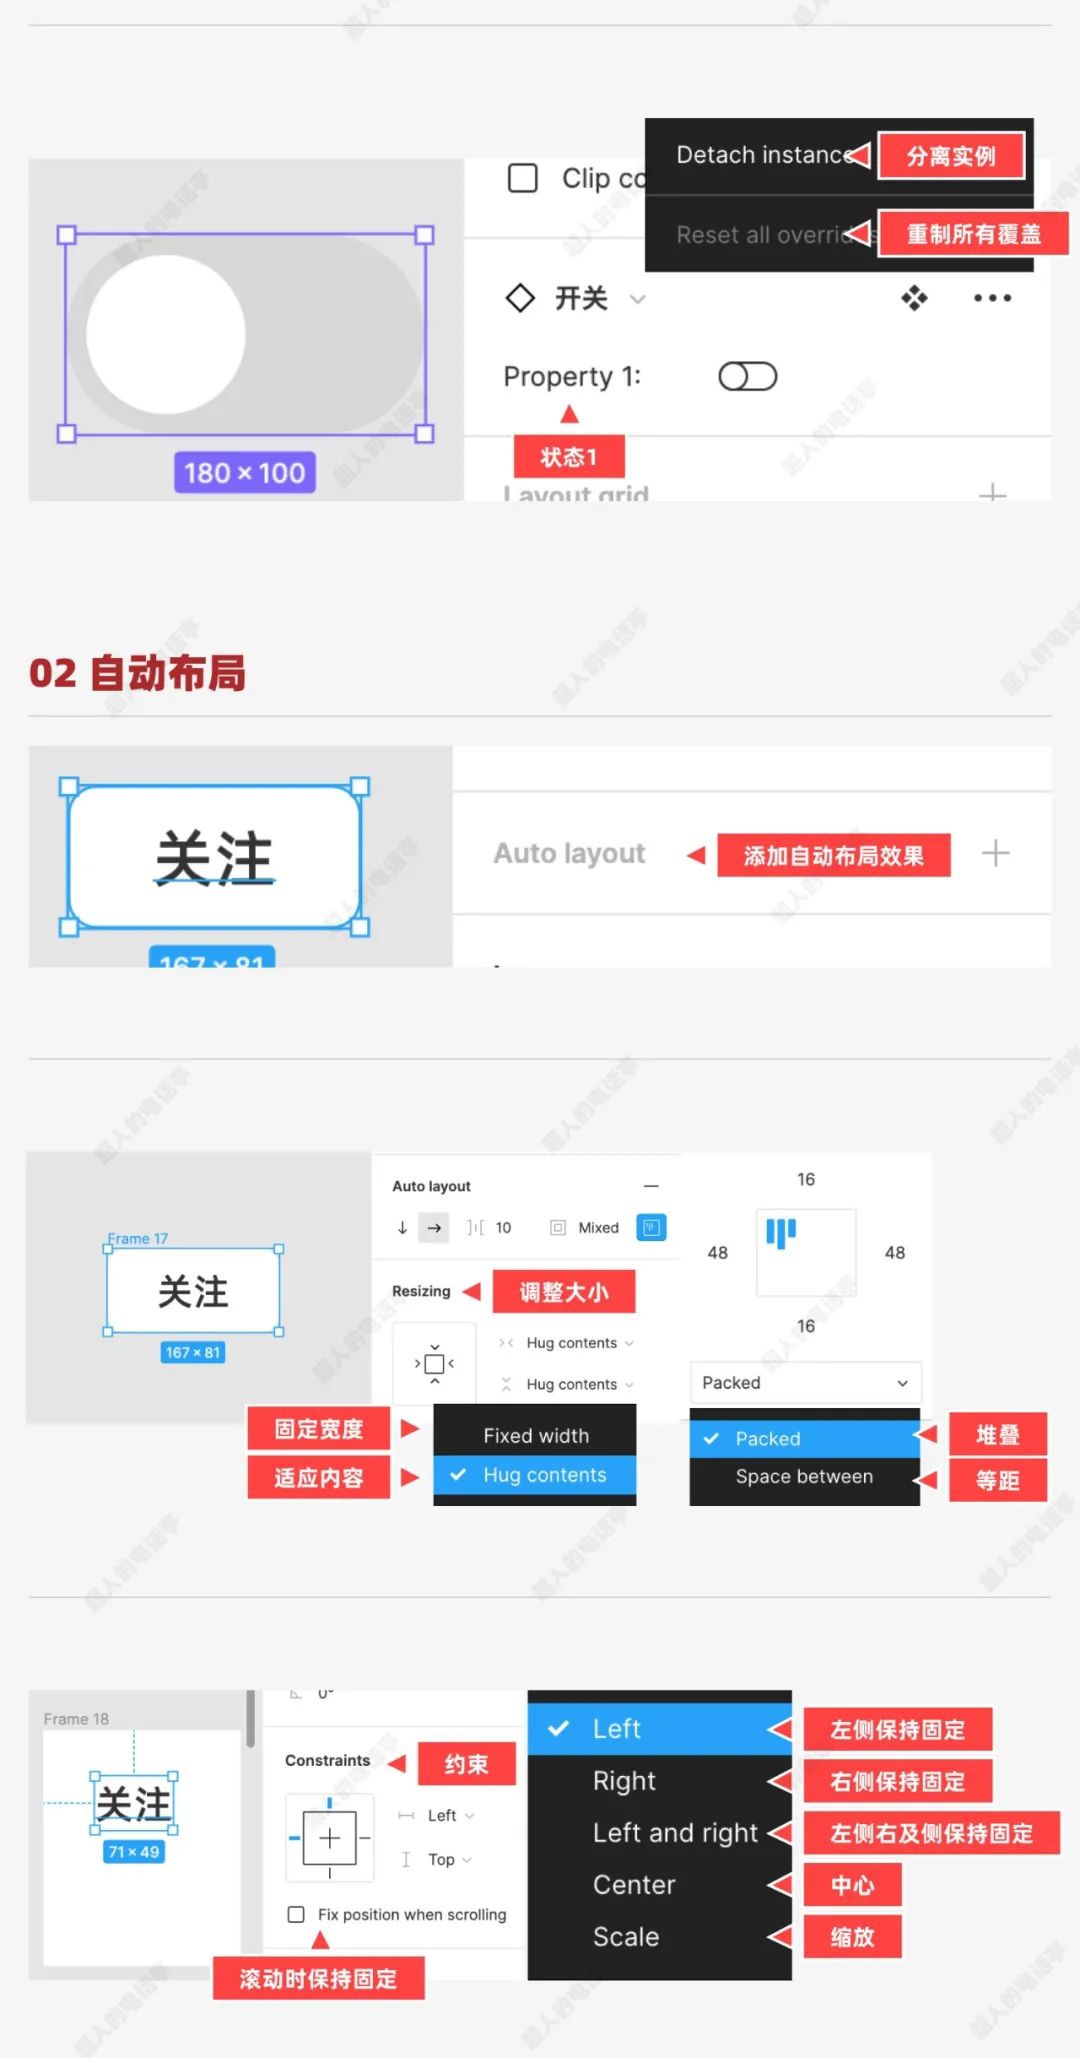 Detach instance
分离实例
Clip co
Reset all overrides
重制所有覆盖
开关
Property 1:
状态1
180 × 100
Layout grid
02 自动布局
关注
Auto layout
添加自动布局效果
167 × 81
Auto layout
16
10
Mixed
Frame 17
48
48
关注
Resizing
调整大小
16
167 × 81
Hug contents
Hug contents
Packed
固定宽度
Fixed width
Packed
堆叠
适应内容
Hug contents
Space between
等距
0°
Frame 18
Left
左侧保持固定
Constraints
约束
Right
右侧保持固定
关注
Left
Left and right
左侧右及侧保持固定
71 × 49
Top
Center
中心
Fix position when scrolling
Scale
缩放
滚动时保持固定
超人的电话亭